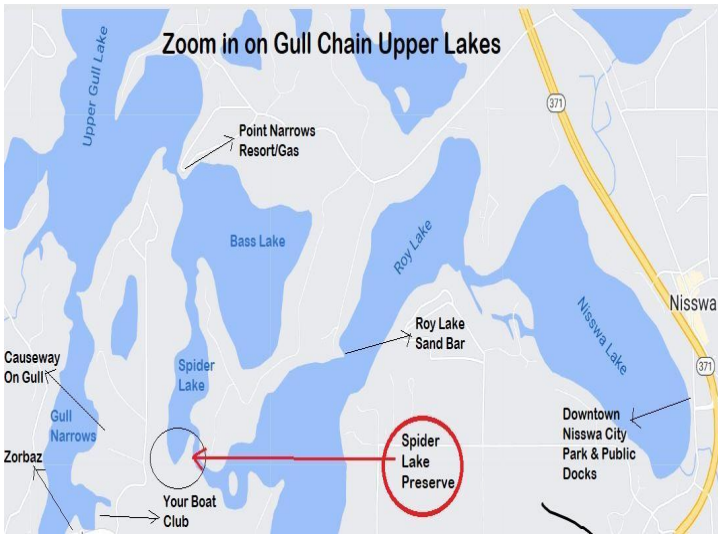 Zoom in on Gull Chain Upper Lakes
Upper Gull Lake
371
Point Narrows
Resort/Gas
Bass Lake
Roy Lake
Nisswa
Nisswa Lake
Roy Lake
Sand Bar
Causeway
On Gull
Spider
Lake
371
Gull
Narrows
Downtown
Nisswa City
Park & Public
Docks
Spider
Lake
Preserve
Zorbaz
Your Boat
Club